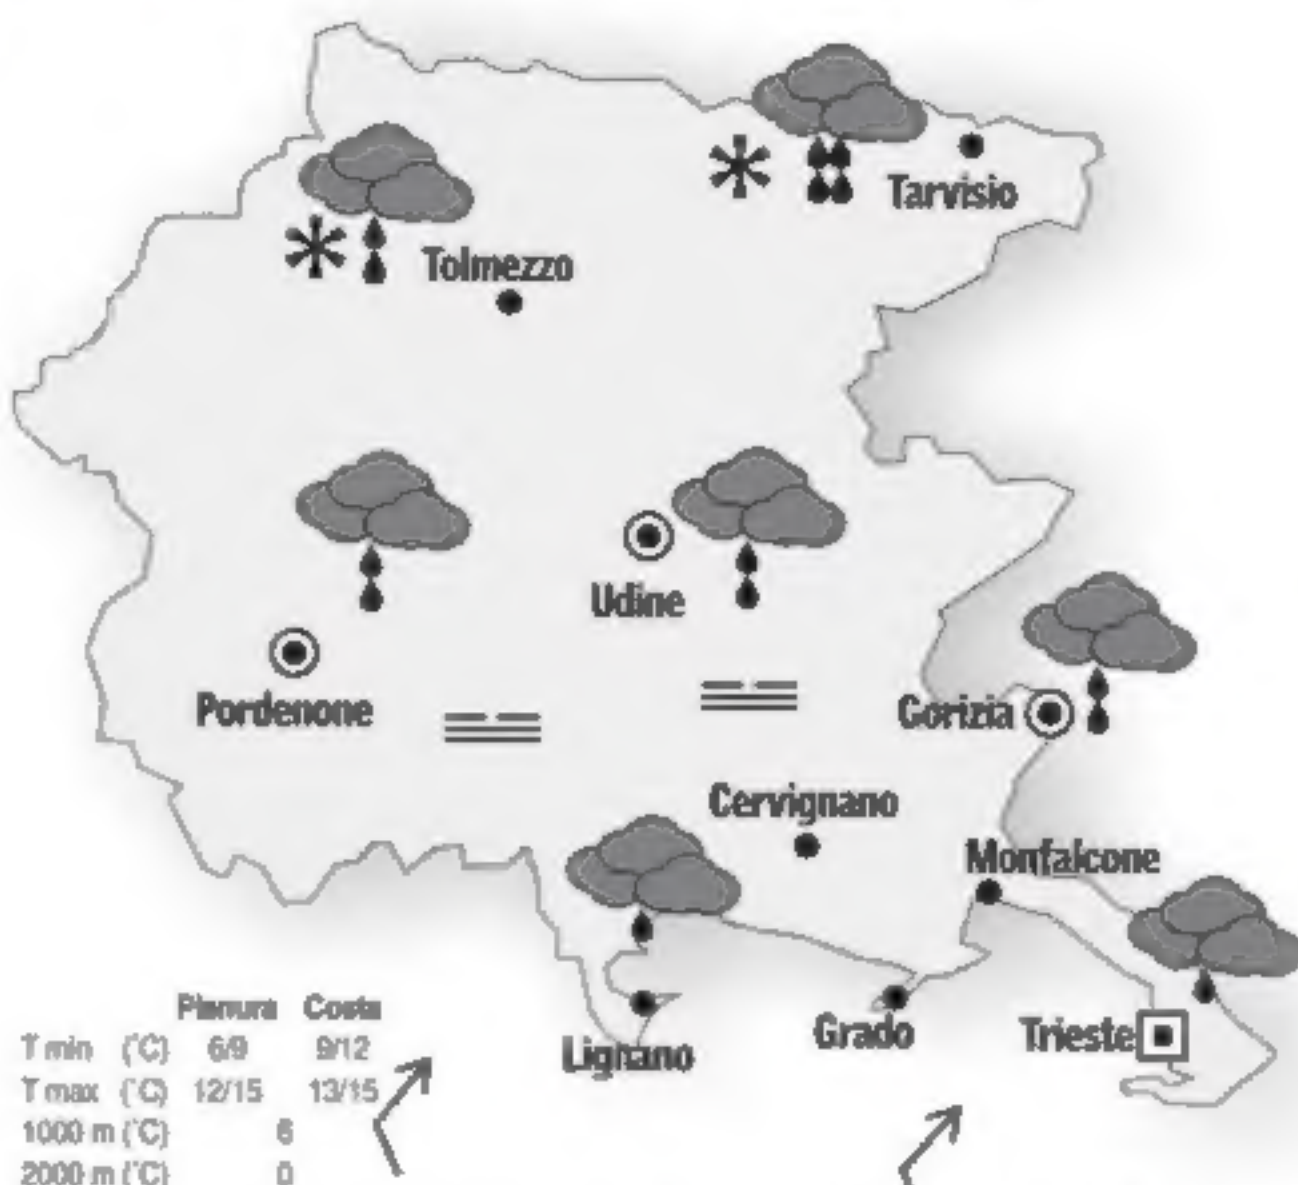 Tarvisio
Tolmezzo
Udine
Pordenone
Gorizia
Cervignano
Monfalcone
Lignano
Grado
Trieste
Pianura Costa
T min (°C) 6/9 9/12
T max (°C) 12/15 13/15
1000 m (°C) 6
2000 m (°C) 0